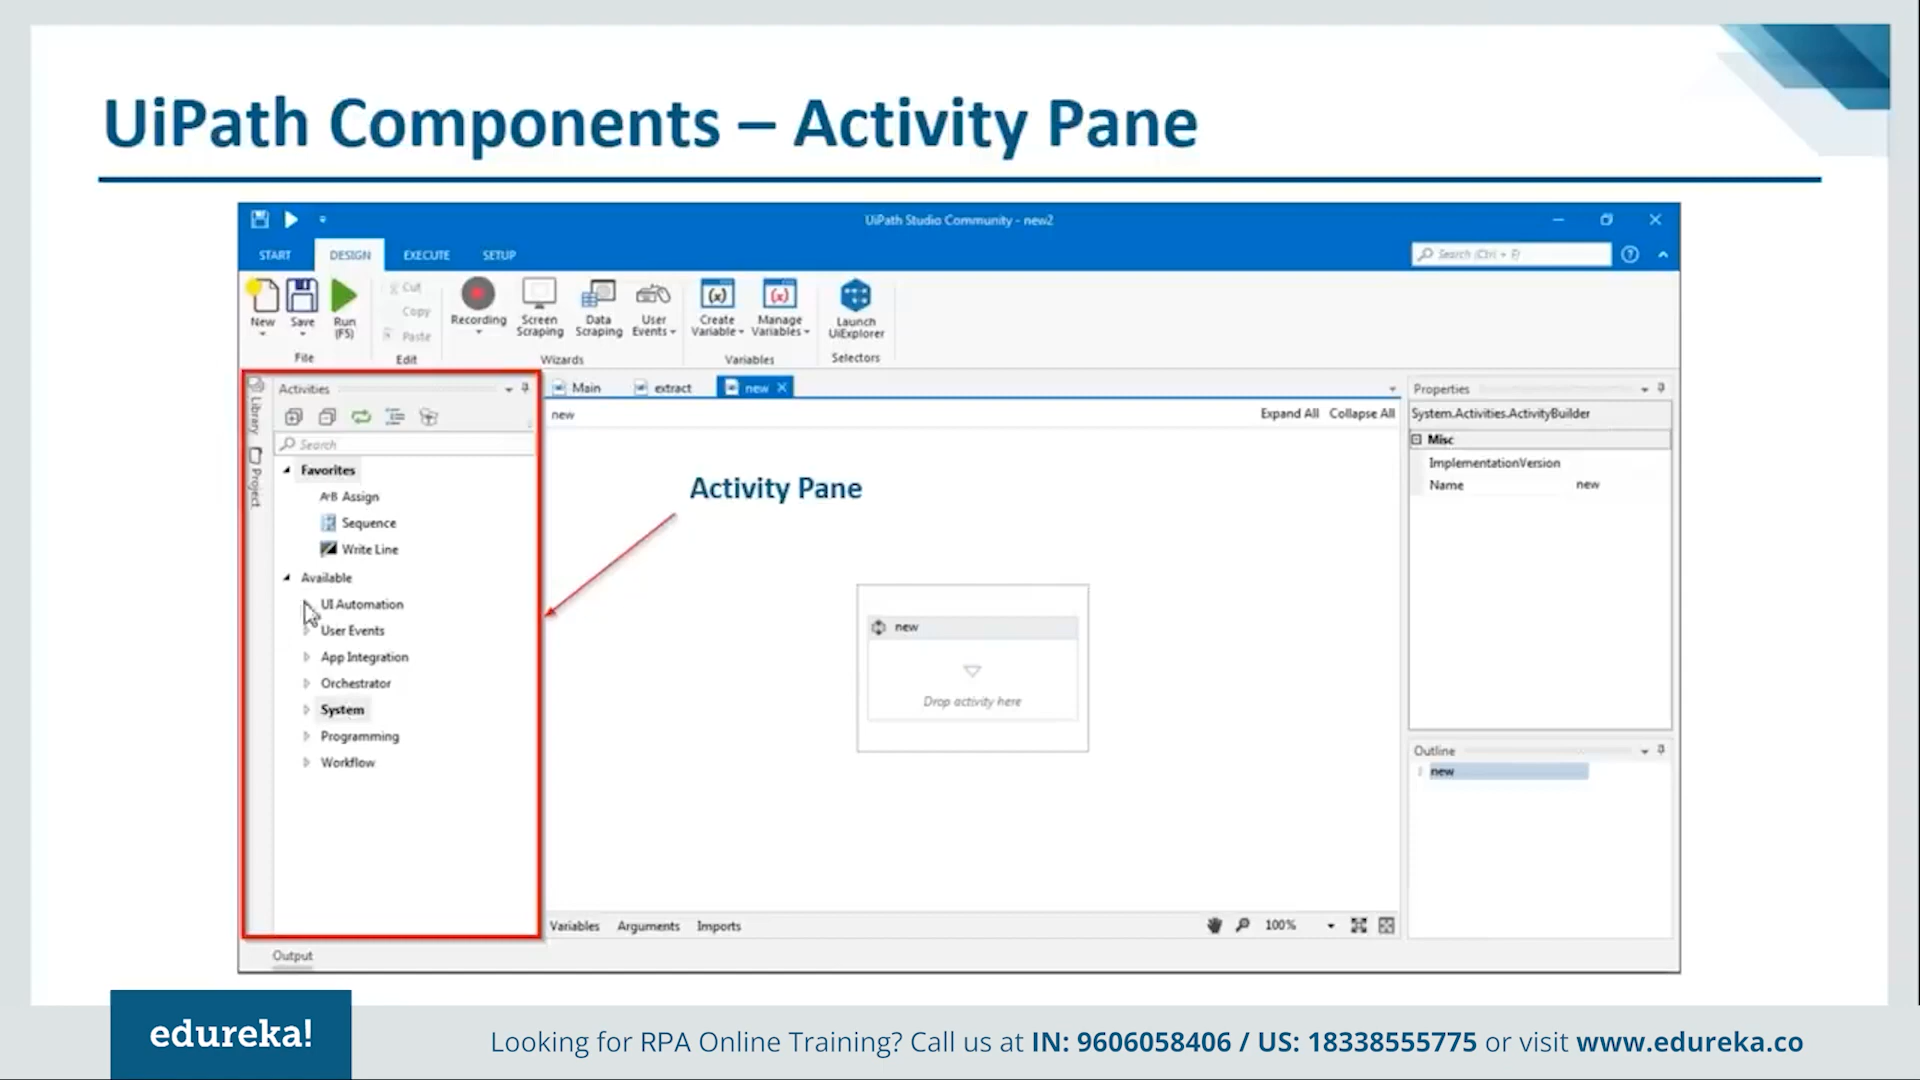 UiPath Components – Activity Pane
UiPath Studio Community - new2
START DESIGN EXECUTE SETUP
Search (Ctrl + F)
New Save Run (F5)
Cut
Copy
Paste
Recording Screen Scraping Data Scraping User Events
Create Variable Manage Variables
Launch UiExplorer
File Edit Wizards Variables Selectors
Library
Project
Activities
Search
Favorites
A+B Assign
Sequence
Write Line
Available
UI Automation
User Events
App Integration
Orchestrator
System
Programming
Workflow
Main extract new
new Expand All Collapse All
Activity Pane
new
Drop activity here
Variables Arguments Imports 100%
Properties
System.Activities.ActivityBuilder
Misc
ImplementationVersion
Name new
Outline
new
Output
edureka!
Looking for RPA Online Training? Call us at IN: 9606058406 / US: 18338555775 or visit www.edureka.co